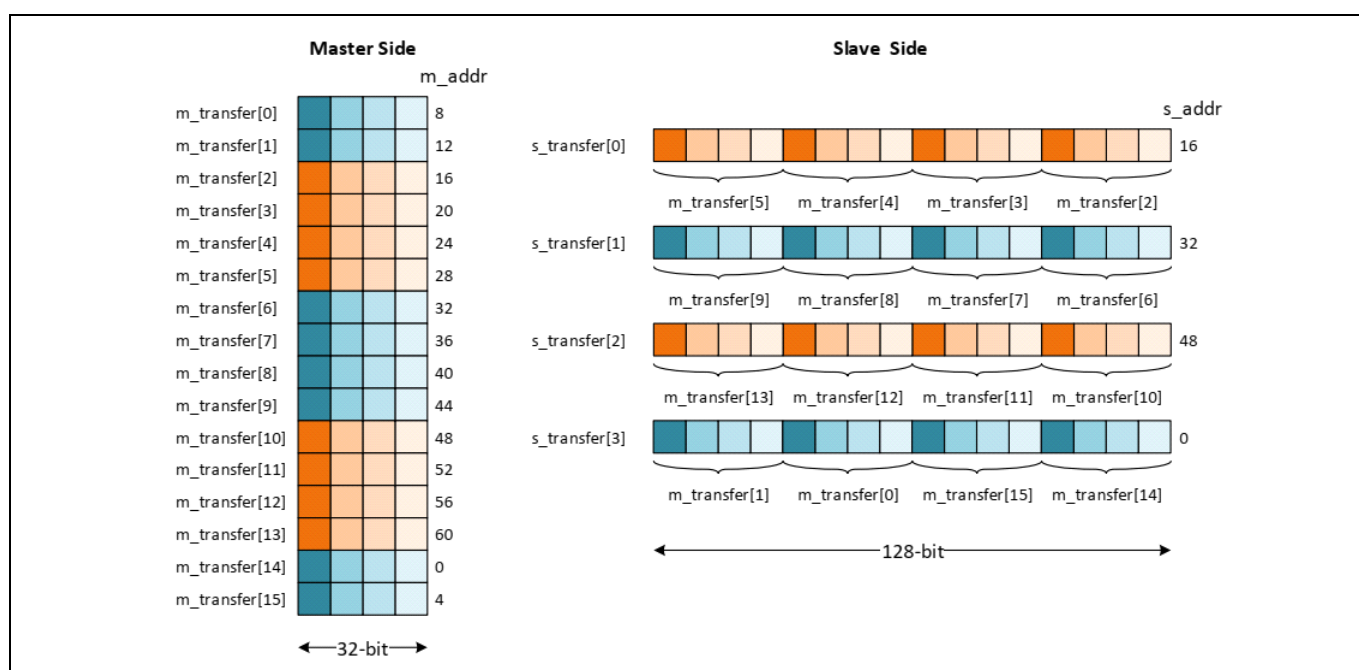 Master Side
m_addr
m_transfer[0] 8
m_transfer[1] 12
m_transfer[2] 16
m_transfer[3] 20
m_transfer[4] 24
m_transfer[5] 28
m_transfer[6] 32
m_transfer[7] 36
m_transfer[8] 40
m_transfer[9] 44
m_transfer[10] 48
m_transfer[11] 52
m_transfer[12] 56
m_transfer[13] 60
m_transfer[14] 0
m_transfer[15] 4
32-bit
Slave Side
s_addr
s_transfer[0] 16
m_transfer[5] m_transfer[4] m_transfer[3] m_transfer[2]
s_transfer[1] 32
m_transfer[9] m_transfer[8] m_transfer[7] m_transfer[6]
s_transfer[2] 48
m_transfer[13] m_transfer[12] m_transfer[11] m_transfer[10]
s_transfer[3] 0
m_transfer[1] m_transfer[0] m_transfer[15] m_transfer[14]
128-bit